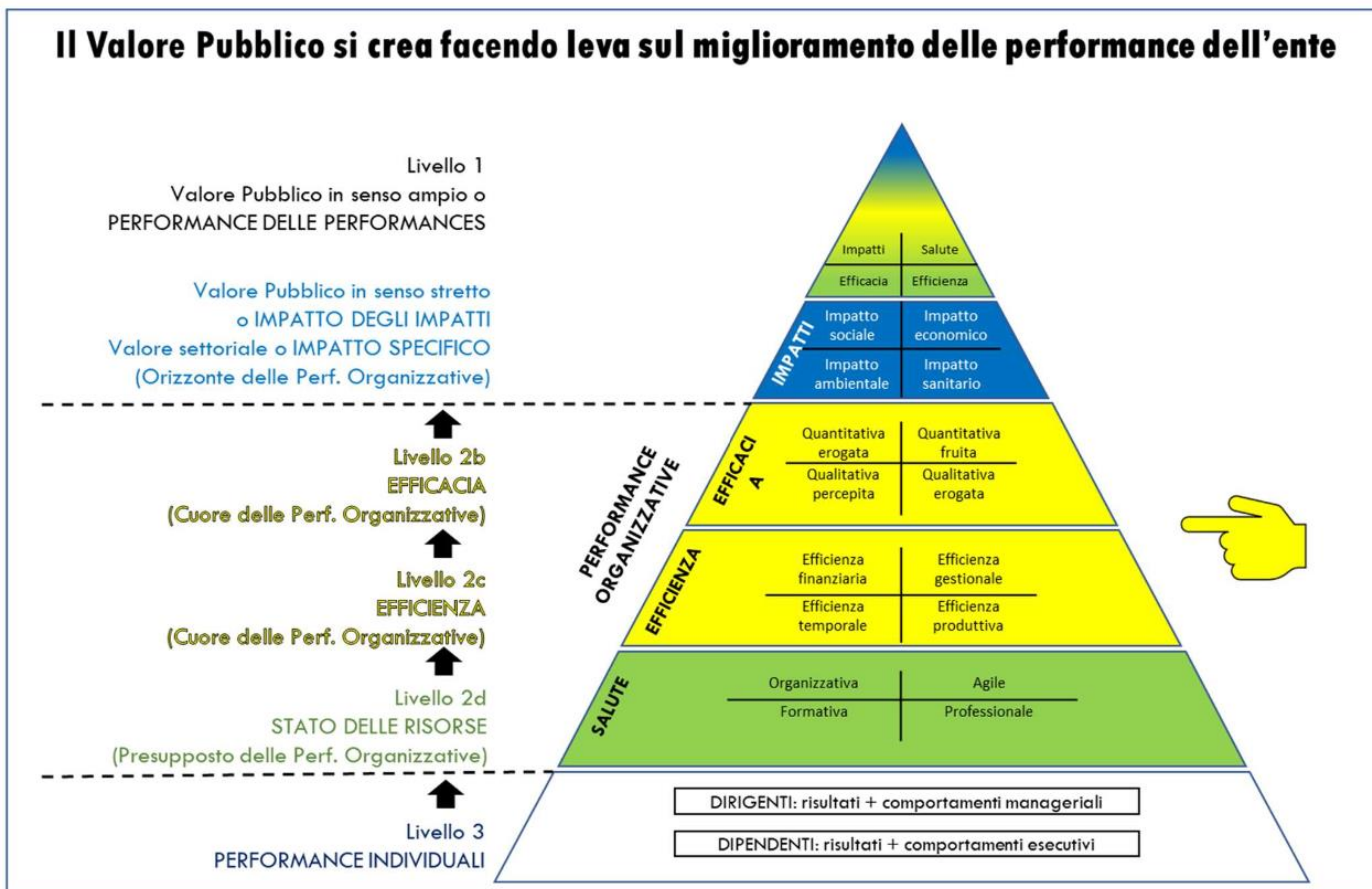 Il Valore Pubblico si crea facendo leva sul miglioramento delle performance dell'ente
Livello 1
Valore Pubblico in senso ampio o
PERFORMANCE DELLE PERFORMANCES
Valore Pubblico in senso stretto
o IMPATTO DEGLI IMPATTI
Valore settoriale o IMPATTO SPECIFICO
(Orizzonte delle Perf. Organizzative)
Livello 2b
EFFICACIA
(Cuore delle Perf. Organizzative)
Livello 2c
EFFICIENZA
(Cuore delle Perf. Organizzative)
Livello 2d
STATO DELLE RISORSE
(Presupposto delle Perf. Organizzative)
Livello 3
PERFORMANCE INDIVIDUALI
PERFORMANCE
ORGANIZZATIVE
Impatti
Salute
Efficacia
Efficienza
IMPATTI
Impatto
sociale
Impatto
economico
Impatto
ambientale
Impatto
sanitario
EFFICACI
A
Quantitativa
erogata
Quantitativa
fruita
Qualitativa
percepita
Qualitativa
erogata
EFFICIENZA
Efficienza
finanziaria
Efficienza
gestionale
Efficienza
temporale
Efficienza
produttiva
SALUTE
Organizzativa
Agile
Formativa
Professionale
DIRIGENTI: risultati + comportamenti manageriali
DIPENDENTI: risultati + comportamenti esecutivi